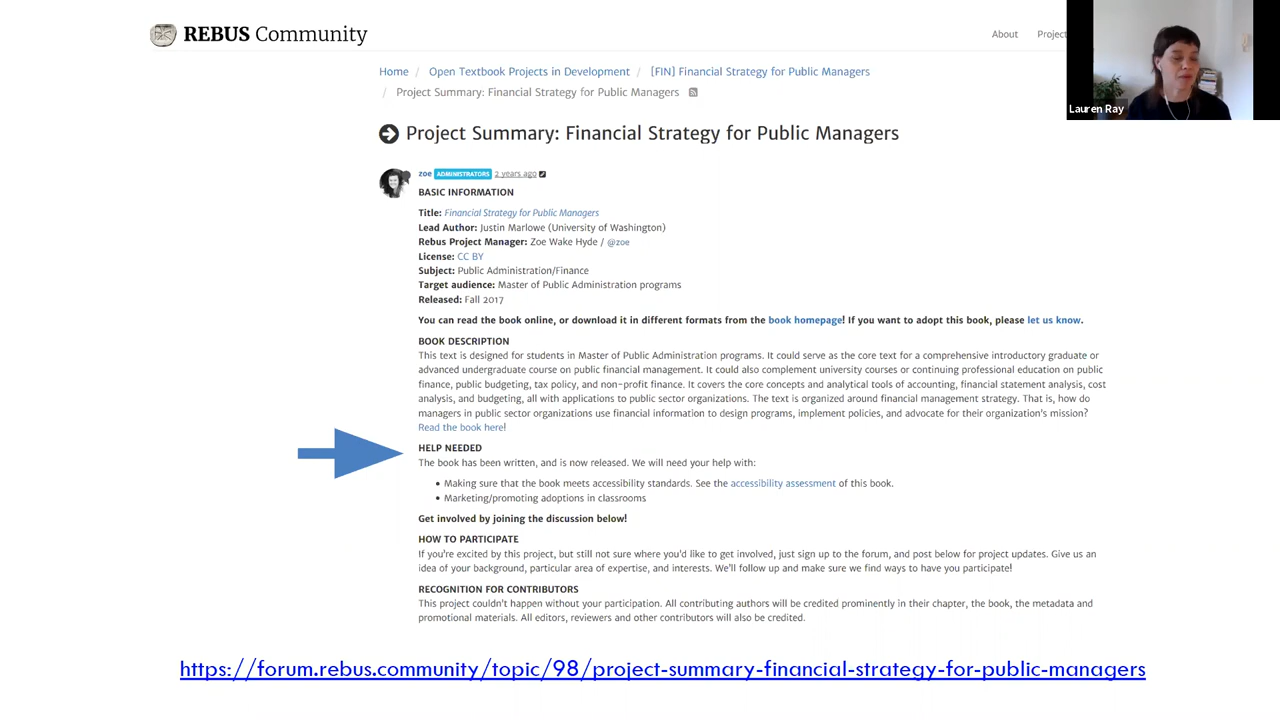 REBUS Community
About
Project
Lauren Ray
Home / Open Textbook Projects in Development / [FIN] Financial Strategy for Public Managers
/ Project Summary: Financial Strategy for Public Managers
Project Summary: Financial Strategy for Public Managers
zoe ADMINISTRATORS 2 years ago
BASIC INFORMATION
Title: Financial Strategy for Public Managers
Lead Author: Justin Marlowe (University of Washington)
Rebus Project Manager: Zoe Wake Hyde / @zoe
License: CC BY
Subject: Public Administration/Finance
Target audience: Master of Public Administration programs
Released: Fall 2017
You can read the book online, or download it in different formats from the book homepage! If you want to adopt this book, please let us know.
BOOK DESCRIPTION
This text is designed for students in Master of Public Administration programs. It could serve as the core text for a comprehensive introductory graduate or
advanced undergraduate course on public financial management. It could also complement university courses or continuing professional education on public
finance, public budgeting, tax policy, and non-profit finance. It covers the core concepts and analytical tools of accounting, financial statement analysis, cost
analysis, and budgeting, all with applications to public sector organizations. The text is organized around financial management strategy. That is, how do
managers in public sector organizations use financial information to design programs, implement policies, and advocate for their organization's mission?
Read the book here!
HELP NEEDED
The book has been written, and is now released. We will need your help with:
• Making sure that the book meets accessibility standards. See the accessibility assessment of this book.
• Marketing/promoting adoptions in classrooms
Get involved by joining the discussion below!
HOW TO PARTICIPATE
If you're excited by this project, but still not sure where you'd like to get involved, just sign up to the forum, and post below for project updates. Give us an
idea of your background, particular area of expertise, and interests. We'll follow up and make sure we find ways to have you participate!
RECOGNITION FOR CONTRIBUTORS
This project couldn't happen without your participation. All contributing authors will be credited prominently in their chapter, the book, the metadata and
promotional materials. All editors, reviewers and other contributors will also be credited.
https://forum.rebus.community/topic/98/project-summary-financial-strategy-for-public-managers